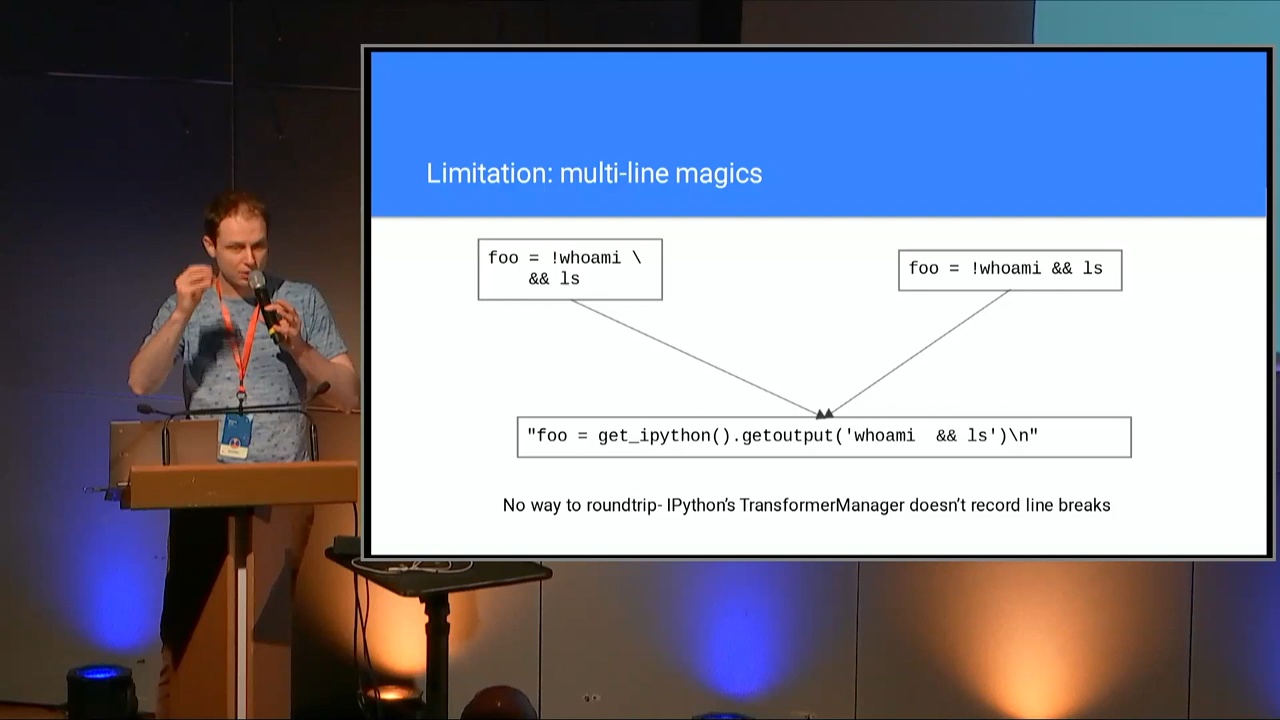 Limitation: multi-line magics
foo = !whoami \
&& ls
foo = !whoami && ls
"foo = get_ipython().getoutput('whoami  && ls')\n"
No way to roundtrip- IPython's TransformerManager doesn't record line breaks